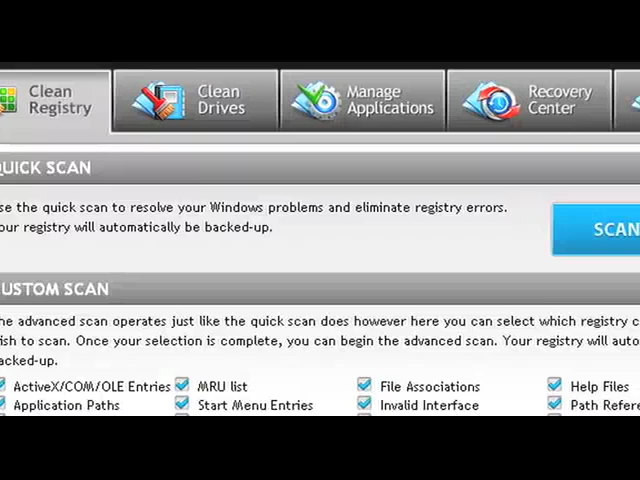 Clean Registry
Clean Drives
Manage Applications
Recovery Center
QUICK SCAN
se the quick scan to resolve your Windows problems and eliminate registry errors.
our registry will automatically be backed-up.
SCAN
USTOM SCAN
he advanced scan operates just like the quick scan does however here you can select which registry c
ish to scan. Once your selection is complete, you can begin the advanced scan. Your registry will auto
acked-up.
ActiveX/COM/OLE Entries MRU list File Associations Help Files
Application Paths Start Menu Entries Invalid Interface Path Refere